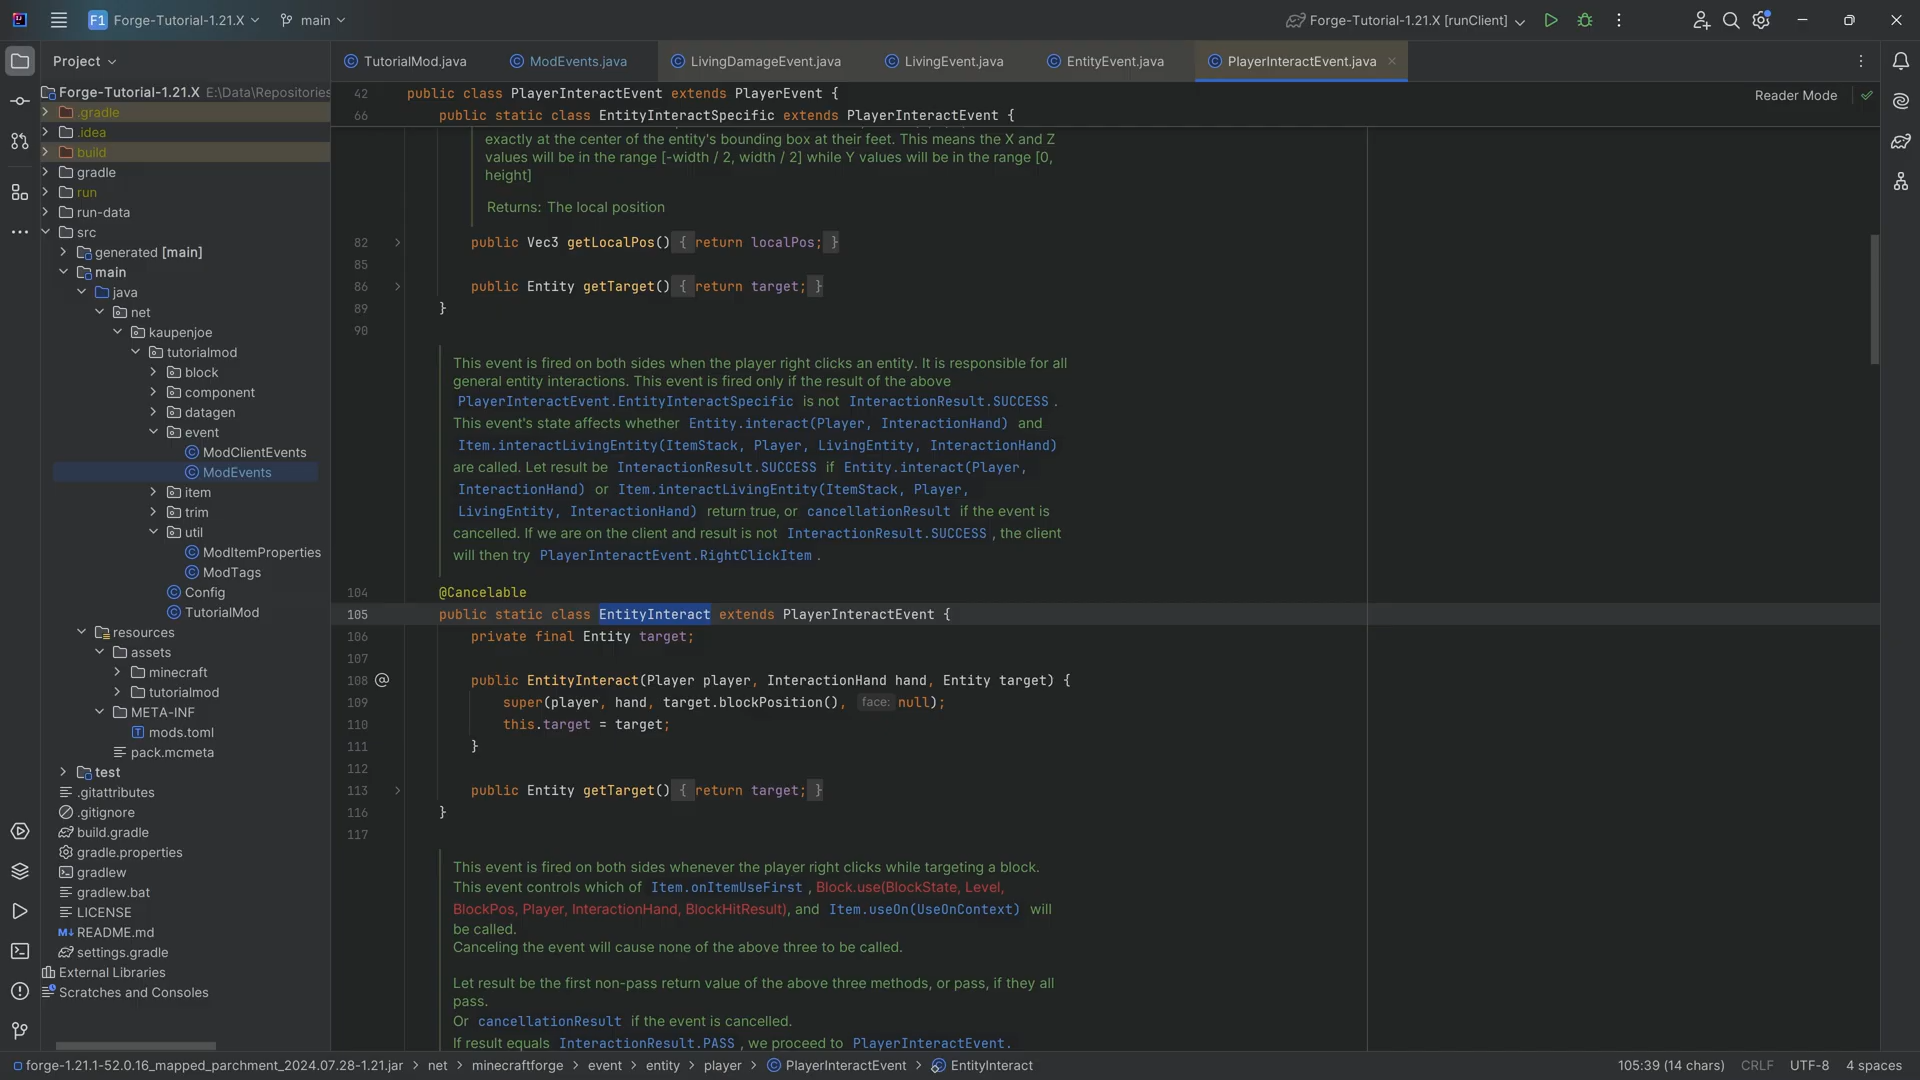 F1 Forge-Tutorial-1.21.X main Forge-Tutorial-1.21.X [runClient]
Project
TutorialMod.java ModEvents.java LivingDamageEvent.java LivingEvent.java EntityEvent.java PlayerInteractEvent.java
Forge-Tutorial-1.21.X E:\Data\Repositories
.gradle
.idea
build
gradle
run
run-data
src
generated [main]
main
java
net
kaupenjoe
tutorialmod
block
component
datagen
event
ModClientEvents
ModEvents
item
trim
util
ModItemProperties
ModTags
Config
TutorialMod
resources
assets
minecraft
tutorialmod
META-INF
mods.toml
pack.mcmeta
test
.gitattributes
.gitignore
build.gradle
gradle.properties
gradlew
gradlew.bat
LICENSE
M↓ README.md
settings.gradle
External Libraries
Scratches and Consoles
Reader Mode
42 public class PlayerInteractEvent extends PlayerEvent {
66 public static class EntityInteractSpecific extends PlayerInteractEvent {
exactly at the center of the entity's bounding box at their feet. This means the X and Z
values will be in the range [-width / 2, width / 2] while Y values will be in the range [0,
height]
Returns: The local position
82 public Vec3 getLocalPos() { return localPos; }
85
86 public Entity getTarget() { return target; }
89 }
90
This event is fired on both sides when the player right clicks an entity. It is responsible for all
general entity interactions. This event is fired only if the result of the above
PlayerInteractEvent.EntityInteractSpecific is not InteractionResult.SUCCESS.
This event's state affects whether Entity.interact(Player, InteractionHand) and
Item.interactLivingEntity(ItemStack, Player, LivingEntity, InteractionHand)
are called. Let result be InteractionResult.SUCCESS if Entity.interact(Player,
InteractionHand) or Item.interactLivingEntity(ItemStack, Player,
LivingEntity, InteractionHand) return true, or cancellationResult if the event is
cancelled. If we are on the client and result is not InteractionResult.SUCCESS, the client
will then try PlayerInteractEvent.RightClickItem.
104 @Cancelable
105 public static class EntityInteract extends PlayerInteractEvent {
106 private final Entity target;
107
108 @ public EntityInteract(Player player, InteractionHand hand, Entity target) {
109 super(player, hand, target.blockPosition(), face: null);
110 this.target = target;
111 }
112
113 public Entity getTarget() { return target; }
116 }
117
This event is fired on both sides whenever the player right clicks while targeting a block.
This event controls which of Item.onItemUseFirst, Block.use(BlockState, Level,
BlockPos, Player, InteractionHand, BlockHitResult), and Item.useOn(UseOnContext) will
be called.
Canceling the event will cause none of the above three to be called.
Let result be the first non-pass return value of the above three methods, or pass, if they all
pass.
Or cancellationResult if the event is cancelled.
If result equals InteractionResult.PASS, we proceed to PlayerInteractEvent.
forge-1.21.1-52.0.16_mapped_parchment_2024.07.28-1.21.jar > net > minecraftforge > event > entity > player > PlayerInteractEvent > EntityInteract 105:39 (14 chars) CRLF UTF-8 4 spaces